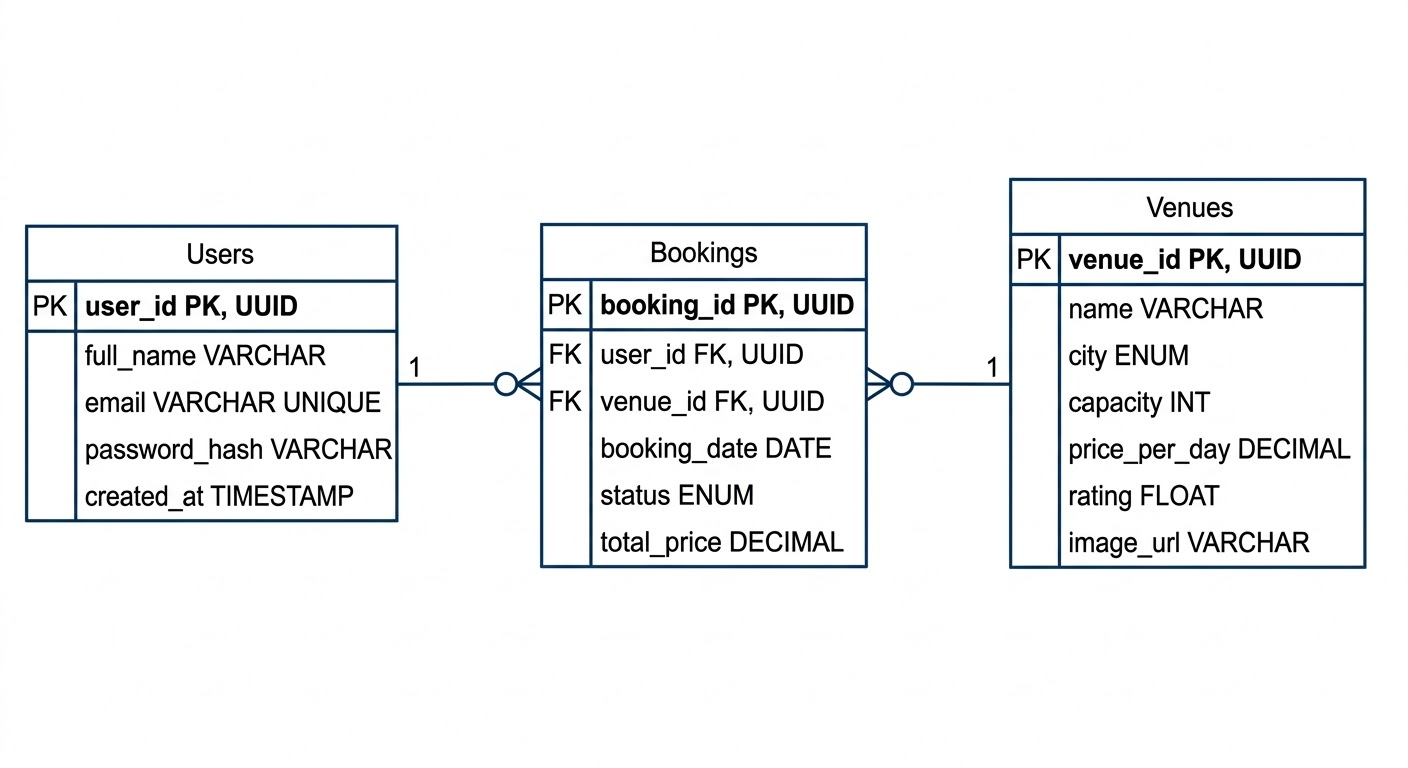 Users
PK user_id PK, UUID
full_name VARCHAR
email VARCHAR UNIQUE
password_hash VARCHAR
created_at TIMESTAMP
1
Bookings
PK booking_id PK, UUID
FK user_id FK, UUID
FK venue_id FK, UUID
booking_date DATE
status ENUM
total_price DECIMAL
1
Venues
PK venue_id PK, UUID
name VARCHAR
city ENUM
capacity INT
price_per_day DECIMAL
rating FLOAT
image_url VARCHAR